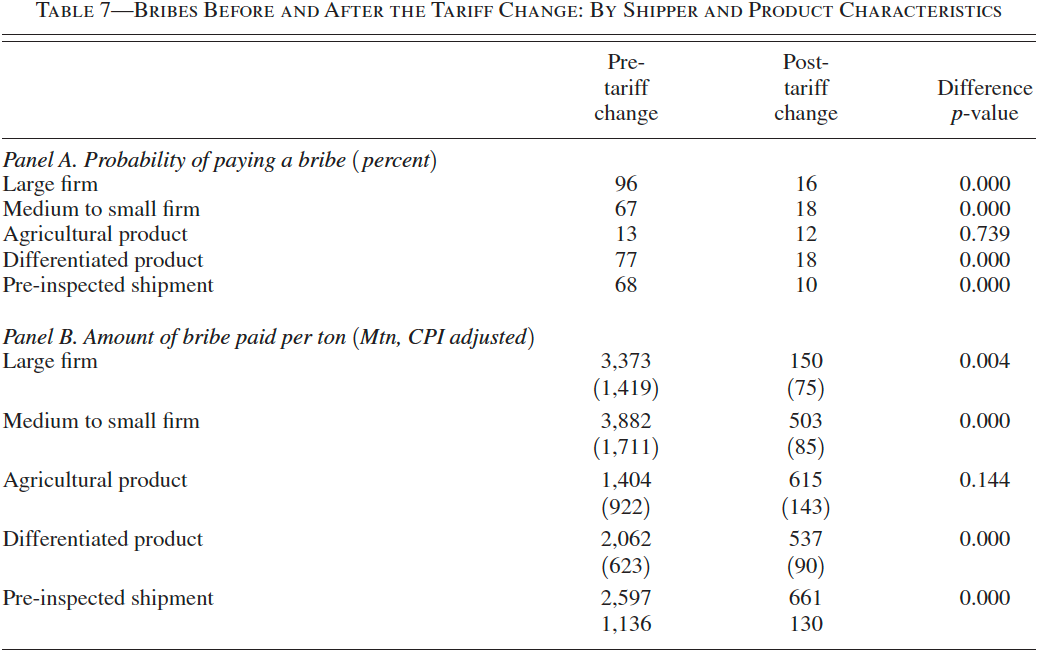 TABLE 7—BRIBES BEFORE AND AFTER THE TARIFF CHANGE: BY SHIPPER AND PRODUCT CHARACTERISTICS
Pre- Post-
tariff tariff Difference
change change p-value
Panel A. Probability of paying a bribe (percent)
Large firm 96 16 0.000
Medium to small firm 67 18 0.000
Agricultural product 13 12 0.739
Differentiated product 77 18 0.000
Pre-inspected shipment 68 10 0.000
Panel B. Amount of bribe paid per ton (Mtn, CPI adjusted)
Large firm 3,373 150 0.004
(1,419) (75)
Medium to small firm 3,882 503 0.000
(1,711) (85)
Agricultural product 1,404 615 0.144
(922) (143)
Differentiated product 2,062 537 0.000
(623) (90)
Pre-inspected shipment 2,597 661 0.000
1,136 130